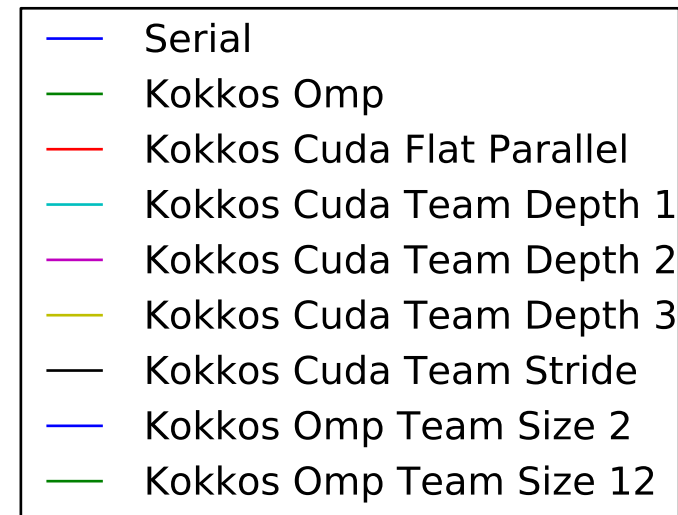 Serial
Kokkos Omp
Kokkos Cuda Flat Parallel
Kokkos Cuda Team Depth 1
Kokkos Cuda Team Depth 2
Kokkos Cuda Team Depth 3
Kokkos Cuda Team Stride
Kokkos Omp Team Size 2
Kokkos Omp Team Size 12